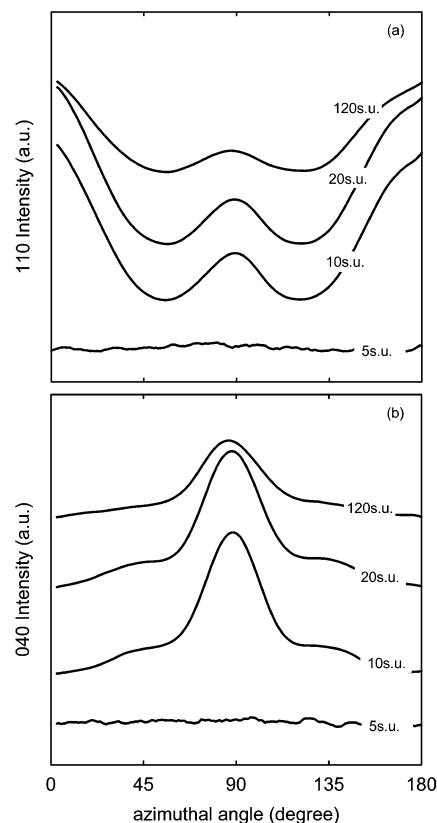 (a)
110 Intensity (a.u.)
120s.u.
20s.u.
10s.u.
5s.u.
(b)
040 Intensity (a.u.)
120s.u.
20s.u.
10s.u.
5s.u.
0 45 90 135 180
azimuthal angle (degree)